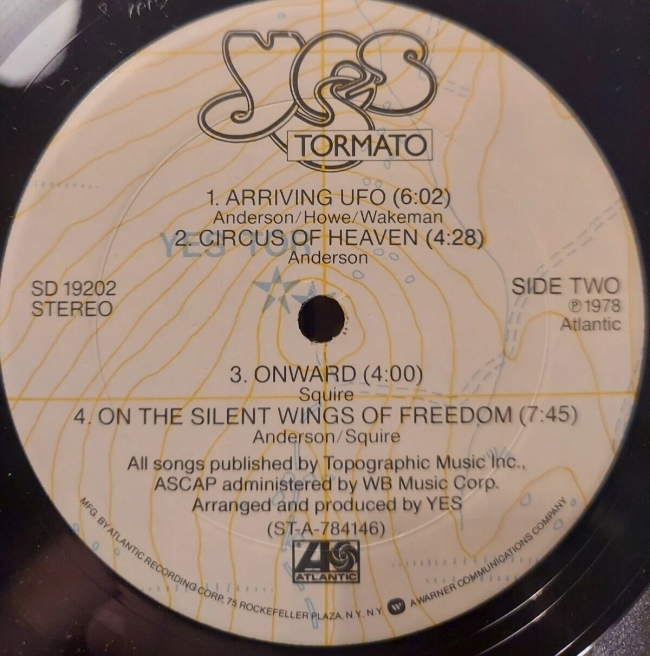 YES
TORMATO
1. ARRIVING UFO (6:02)
Anderson/Howe/Wakeman
YES TOR
2. CIRCUS OF HEAVEN (4:28)
Anderson
SD 19202
STEREO
SIDE TWO
℗1978
Atlantic
3. ONWARD (4:00)
Squire
4. ON THE SILENT WINGS OF FREEDOM (7:45)
Anderson/Squire
All songs published by Topographic Music Inc.,
ASCAP administered by WB Music Corp.
Arranged and produced by YES
(ST-A-784146)
ATLANTIC
MFG. BY ATLANTIC RECORDING CORP. 75 ROCKEFELLER PLAZA, N.Y. N.Y. W A WARNER COMMUNICATIONS COMPANY